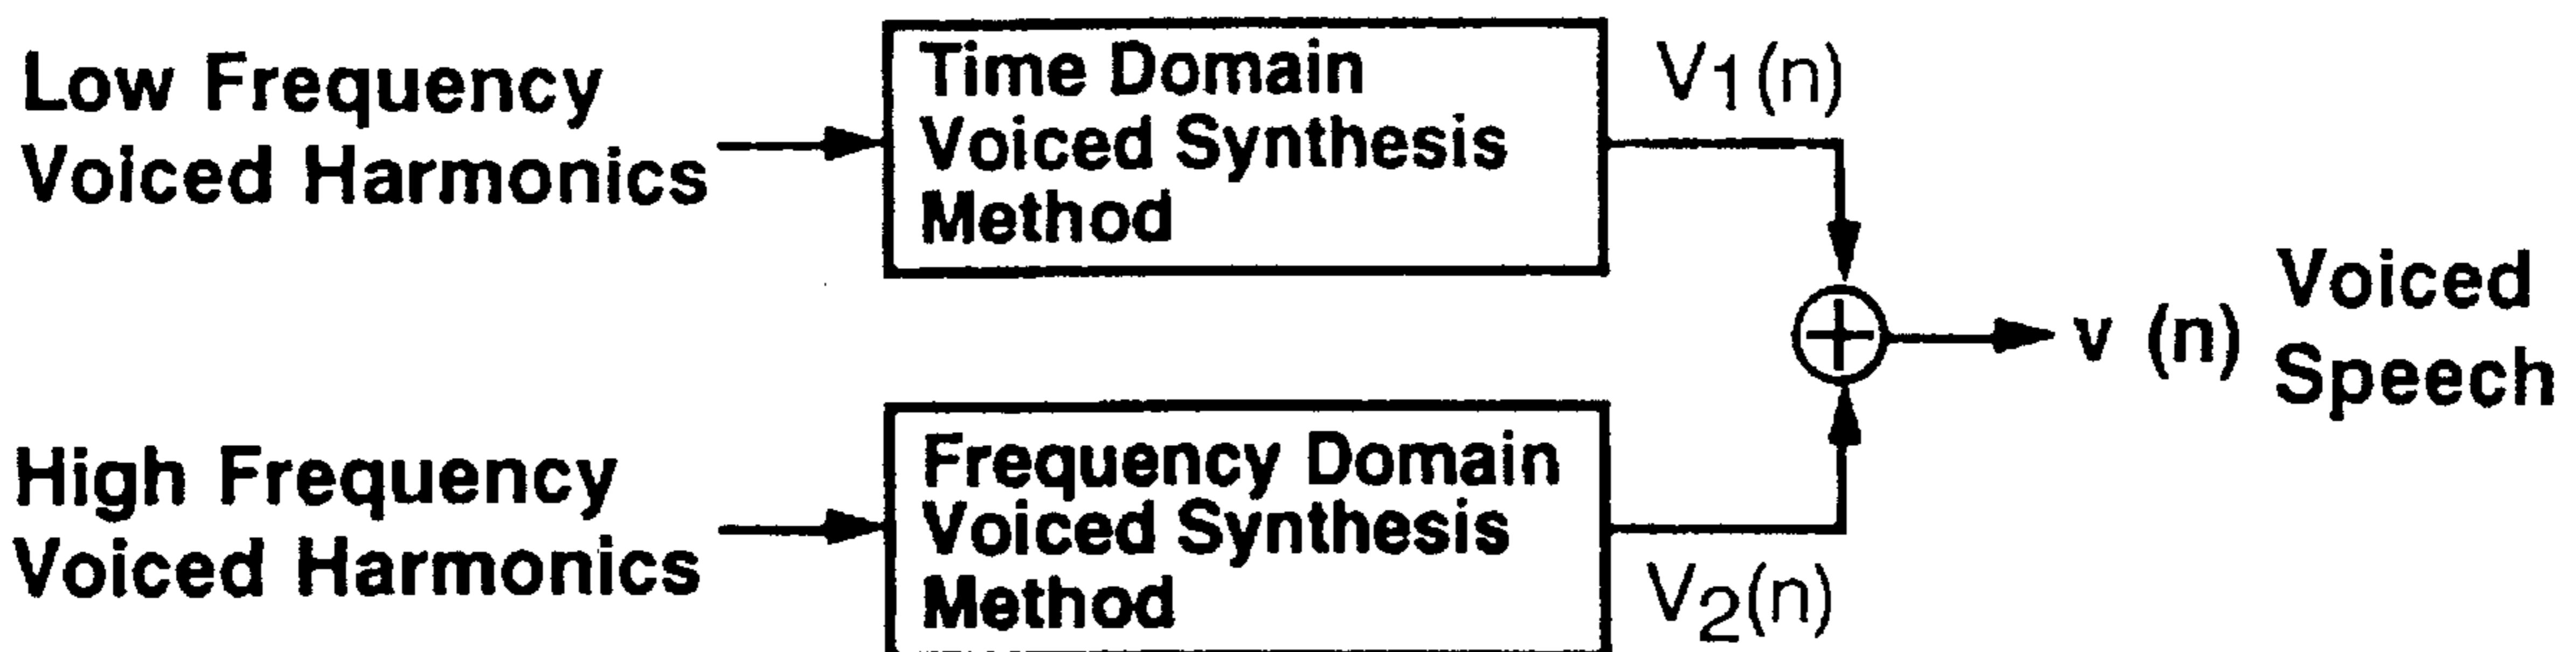 Low Frequency
Voiced Harmonics
Time Domain
Voiced Synthesis
Method
V1(n)
v (n)
Voiced
Speech
High Frequency
Voiced Harmonics
Frequency Domain
Voiced Synthesis
Method
V2(n)